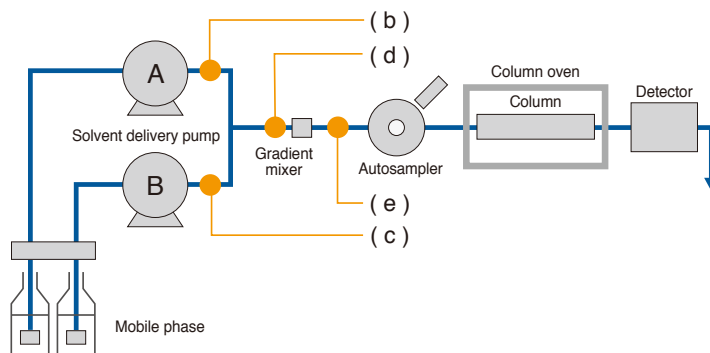 ( b )
( d )
A
Column oven
Column
Detector
Solvent delivery pump
Gradient
mixer
Autosampler
B
( e )
( c )
Mobile phase